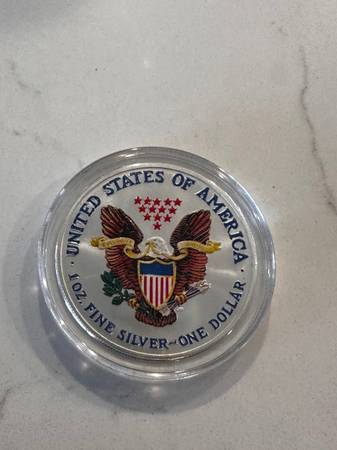 UNITED STATES OF AMERICA
1 OZ. FINE SILVER~ONE DOLLAR